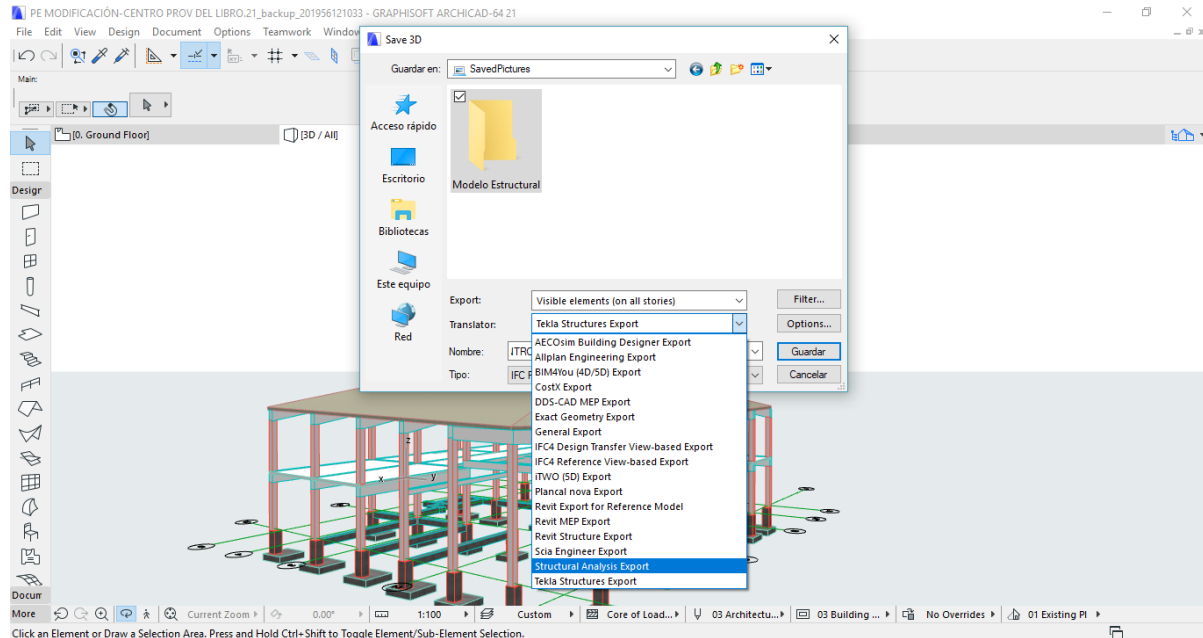 PE MODIFICACIÓN-CENTRO PROV DEL LIBRO.21_backup_201956121033 - GRAPHISOFT ARCHICAD-64 21
File Edit View Design Document Options Teamwork Window
Save 3D
Main:
Guardar en: SavedPictures
[0. Ground Floor] [3D / All]
Acceso rápido
Escritorio
Modelo Estructural
Design
Bibliotecas
Este equipo
Red
Export: Visible elements (on all stories) Filter...
Translator: Tekla Structures Export Options...
Nombre: Guardar
Tipo: IFC Cancelar
AECOsim Building Designer Export
Allplan Engineering Export
BIM4You (4D/5D) Export
CostX Export
DDS-CAD MEP Export
Exact Geometry Export
General Export
IFC4 Design Transfer View-based Export
IFC4 Reference View-based Export
iTWO (5D) Export
Plancal nova Export
Revit Export for Reference Model
Revit MEP Export
Revit Structure Export
Scia Engineer Export
Structural Analysis Export
Tekla Structures Export
z
x y
Docum
More Current Zoom 0.00° 1:100 Custom Core of Load... 03 Architectu... 03 Building ... No Overrides 01 Existing Pl
Click an Element or Draw a Selection Area. Press and Hold Ctrl+Shift to Toggle Element/Sub-Element Selection.